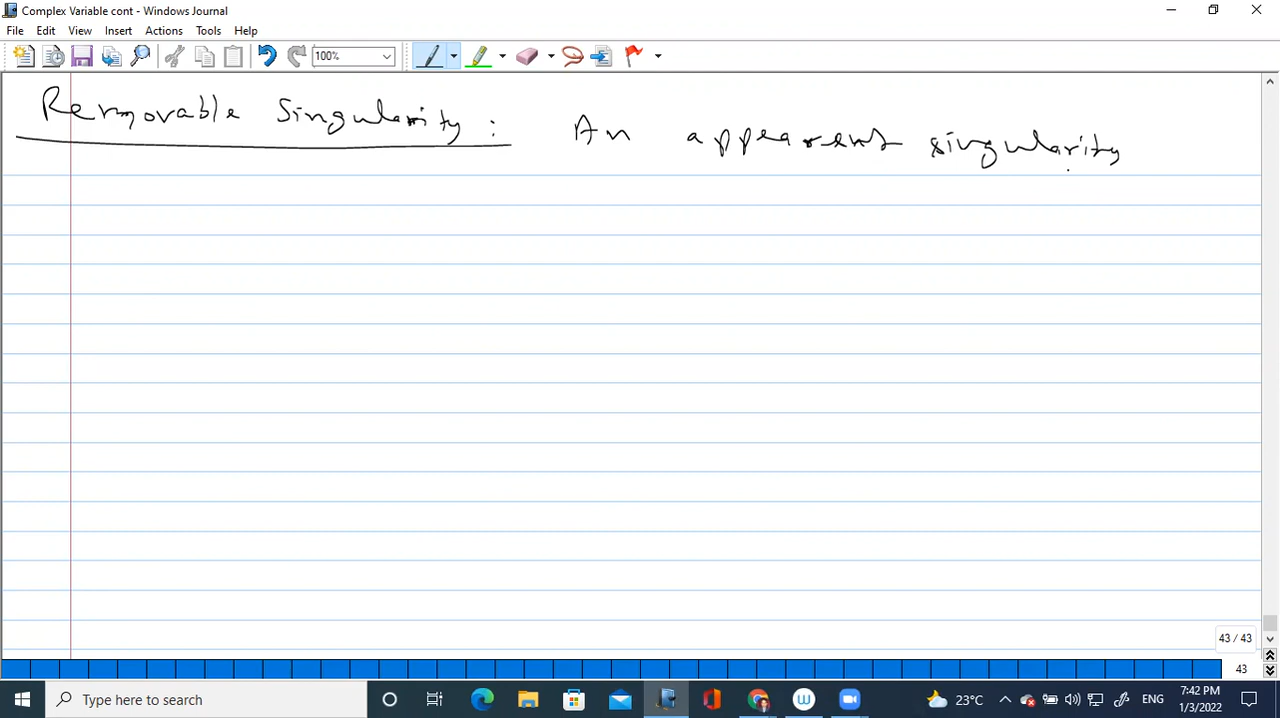 Complex Variable cont - Windows Journal
File Edit View Insert Actions Tools Help
100%
Removable Singularity : An appearent singularity
43 / 43
43
Type here to search
23°C ENG 7:42 PM
1/3/2022